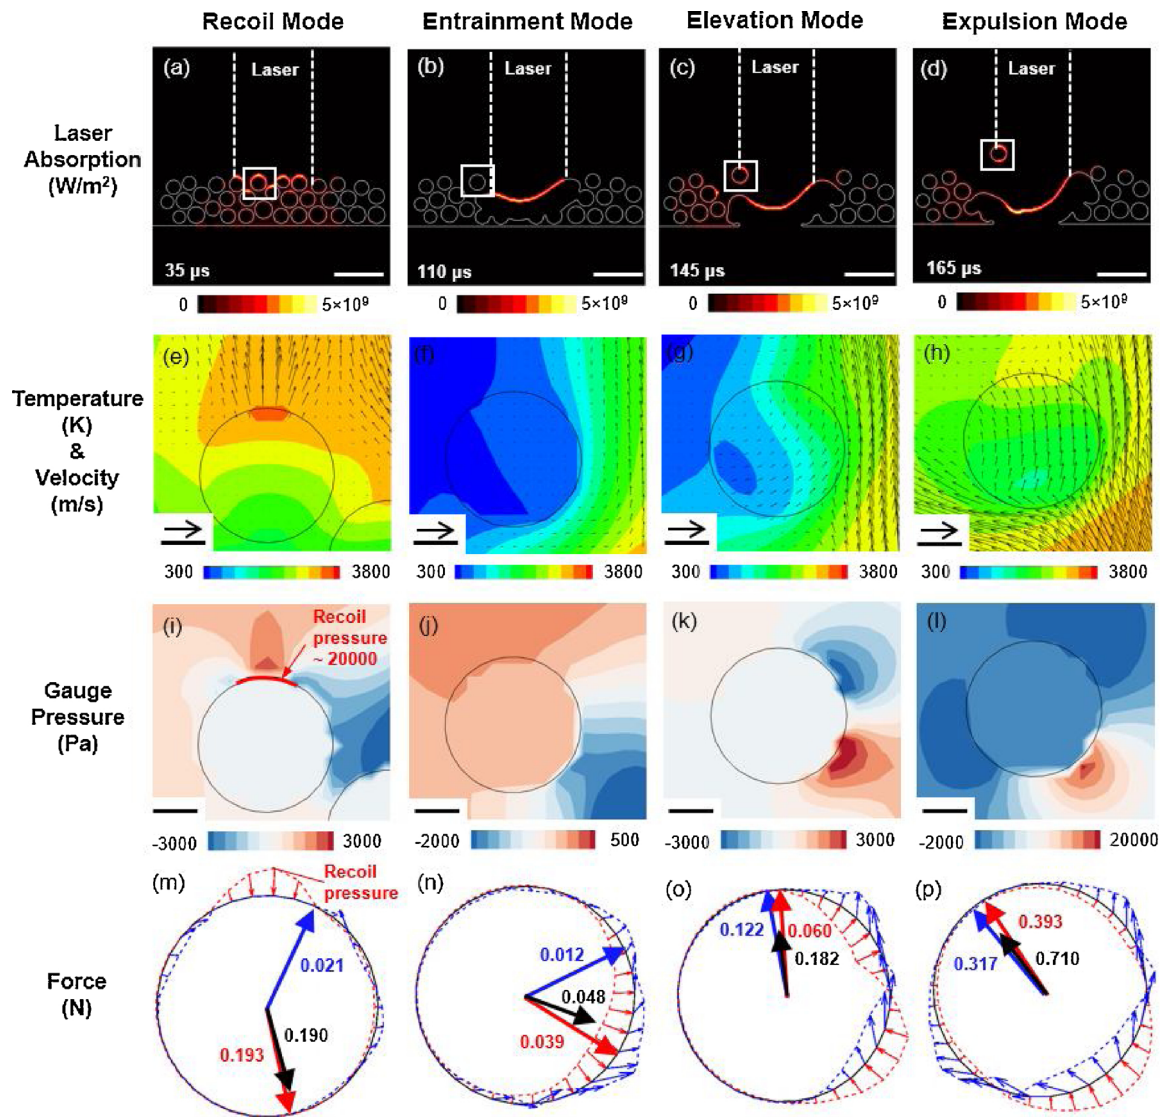 Recoil Mode Entrainment Mode Elevation Mode Expulsion Mode
Laser
Absorption
(W/m²)
(a) Laser
35 µs
(b) Laser
110 µs
(c) Laser
145 µs
(d) Laser
165 µs
0 5×10⁹ 0 5×10⁹ 0 5×10⁹ 0 5×10⁹
Temperature
(K)
&
Velocity
(m/s)
(e) (f) (g) (h)
300 3800 300 3800 300 3800 300 3800
Gauge
Pressure
(Pa)
(i) Recoil
pressure
~ 20000
(j) (k) (l)
-3000 3000 -2000 500 -3000 3000 -2000 20000
Force
(N)
(m) Recoil
pressure
0.021
0.193 0.190
(n)
0.012
0.048
0.039
(o)
0.122 0.060
0.182
(p)
0.393
0.317 0.710